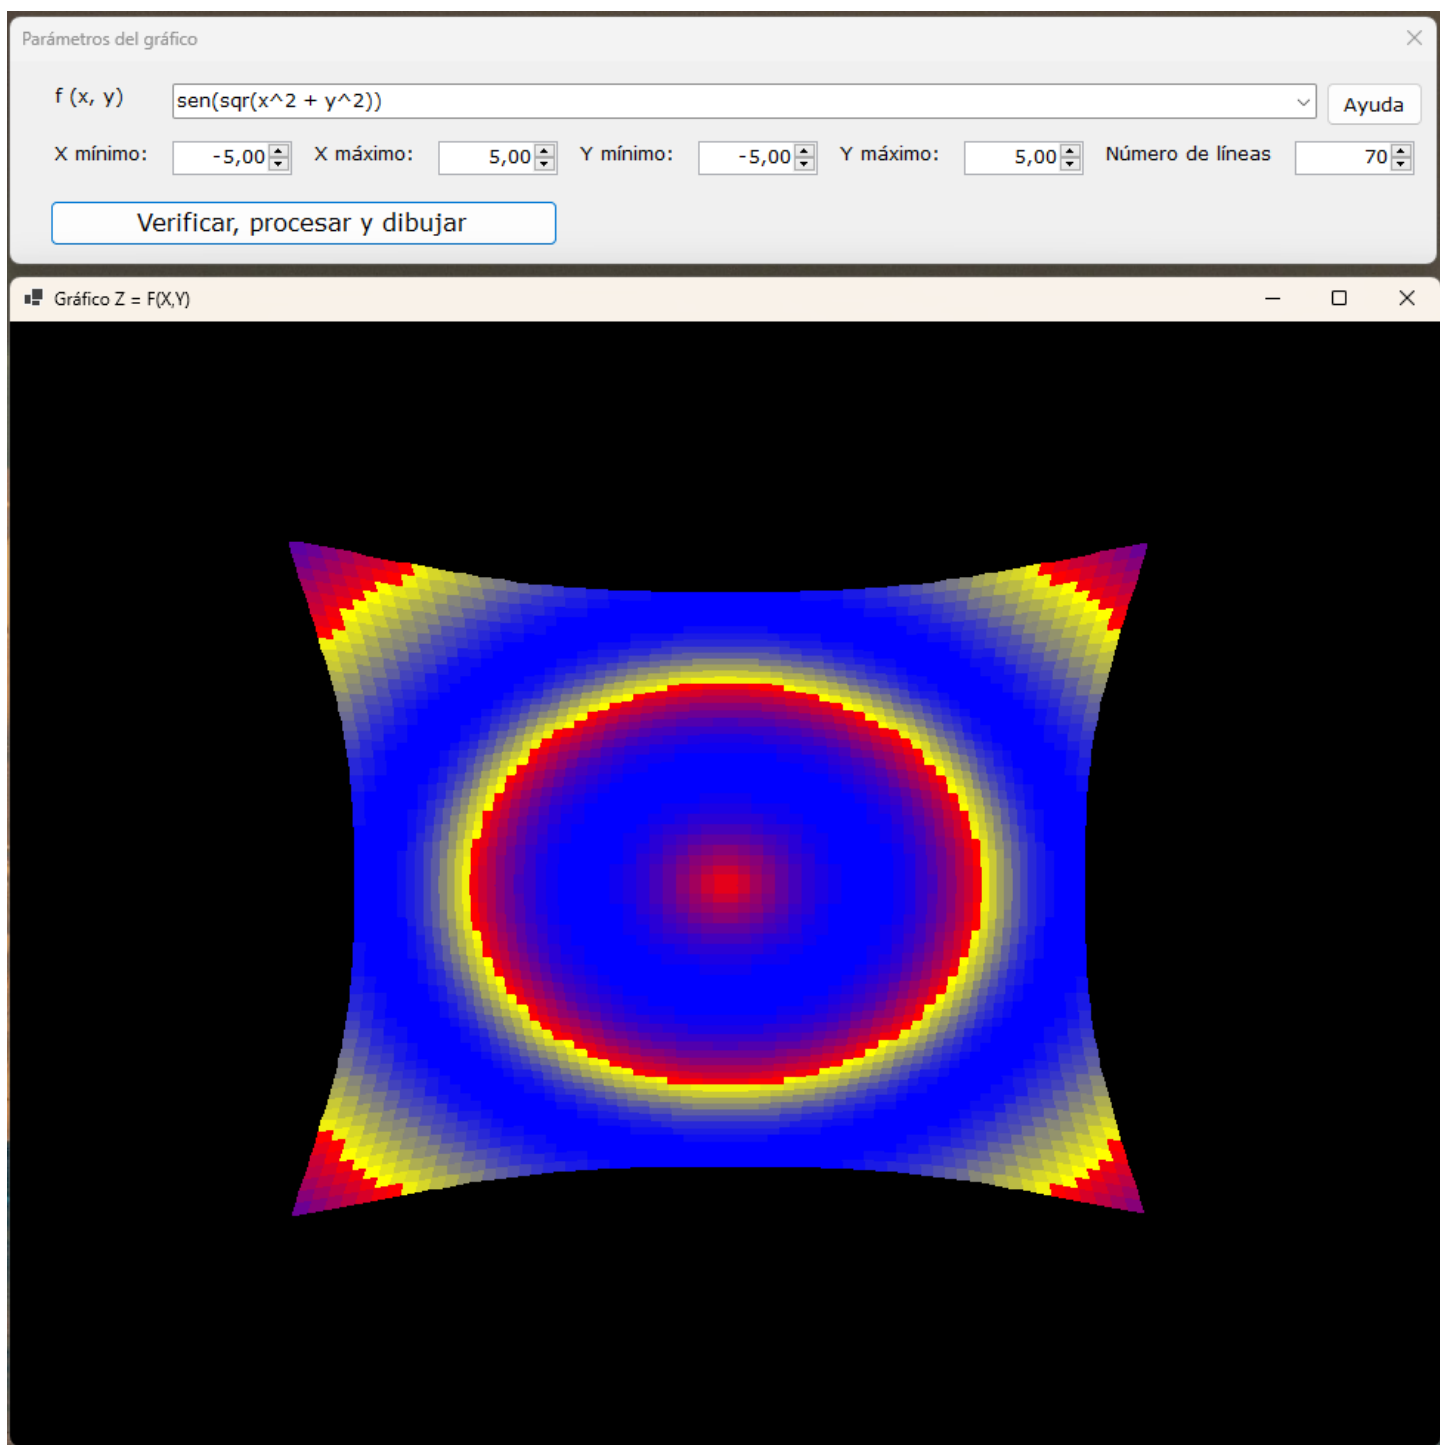 Parámetros del gráfico
f (x, y) sen(sqr(x^2 + y^2)) Ayuda
X mínimo: -5,00 X máximo: 5,00 Y mínimo: -5,00 Y máximo: 5,00 Número de líneas 70
Verificar, procesar y dibujar
Gráfico Z = F(X,Y)